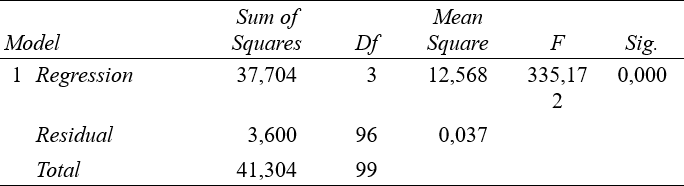 Model Sum of Squares Df Mean Square F Sig.
1 Regression 37,704 3 12,568 335,17 2 0,000
Residual 3,600 96 0,037
Total 41,304 99